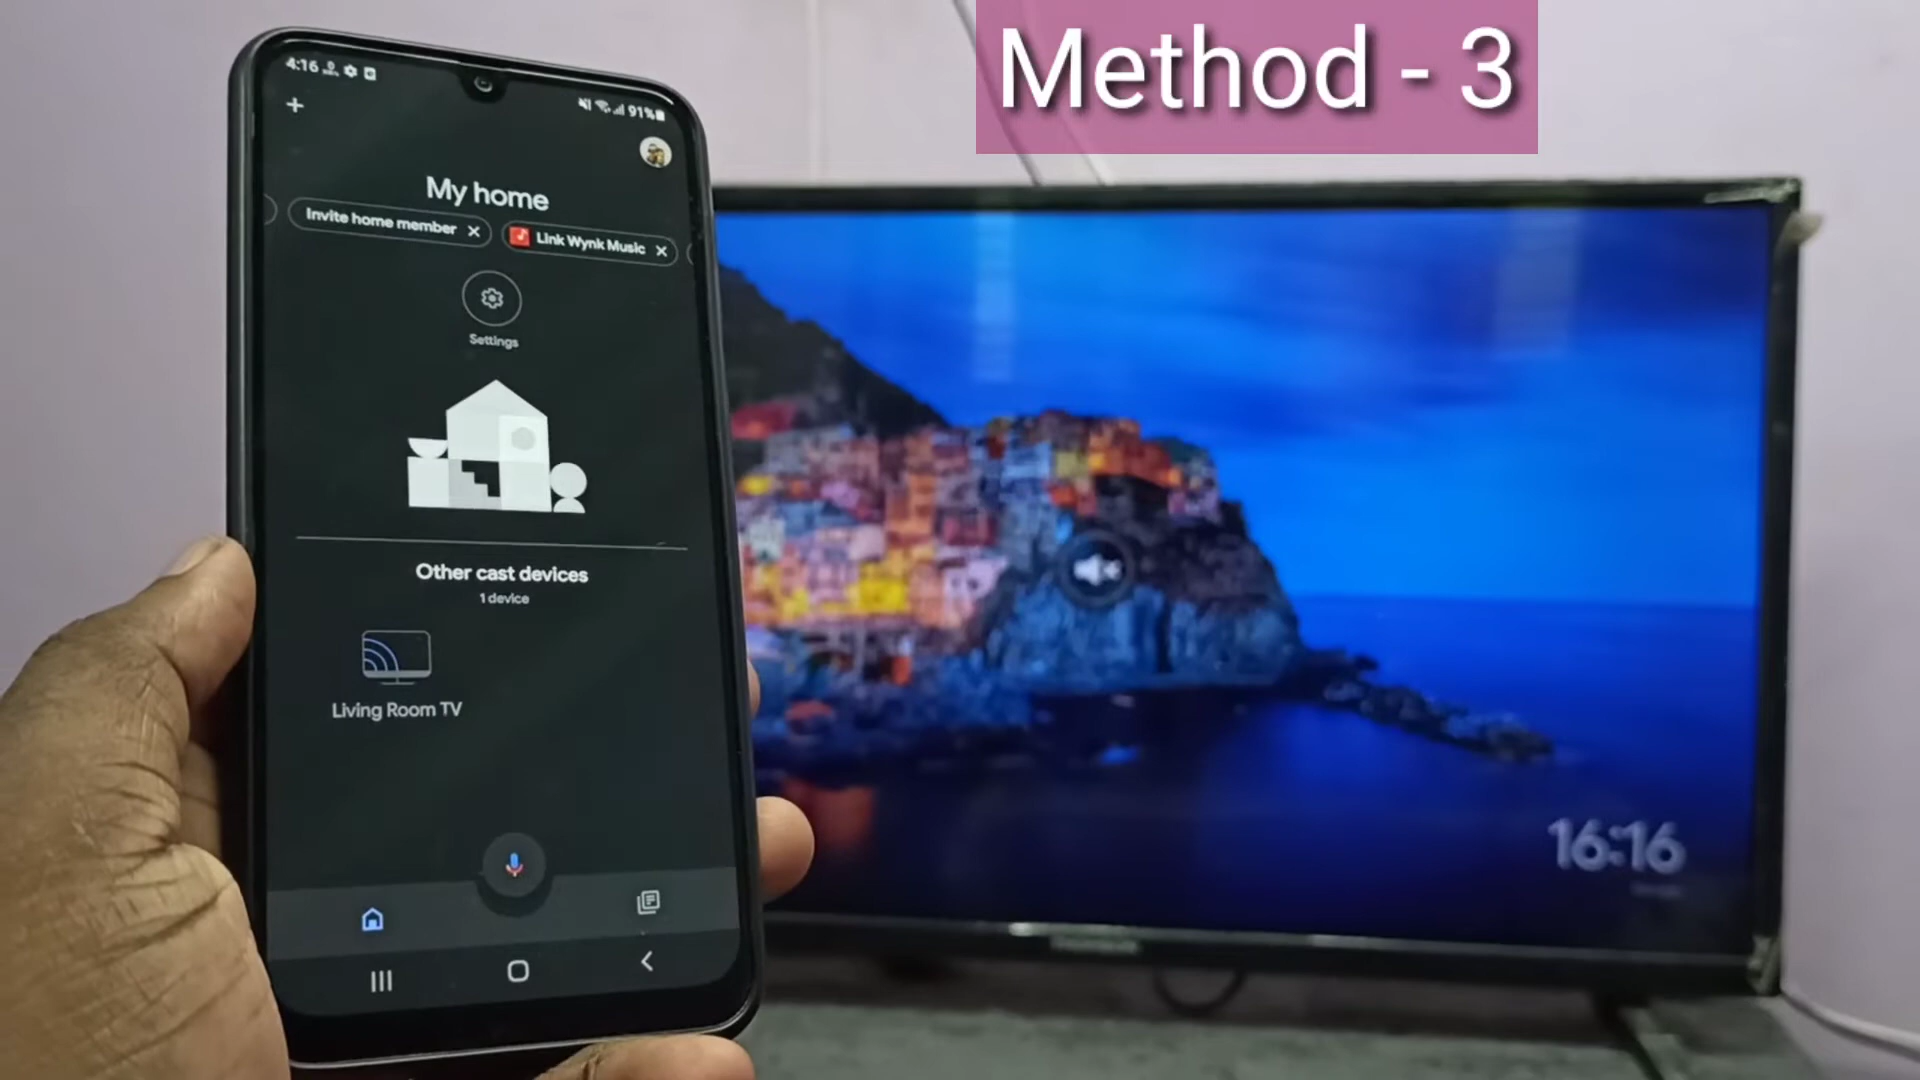 Method - 3
4:16
91%
My home
Invite home member
Link Wynk Music
Settings
Other cast devices
1 device
Living Room TV
16:16